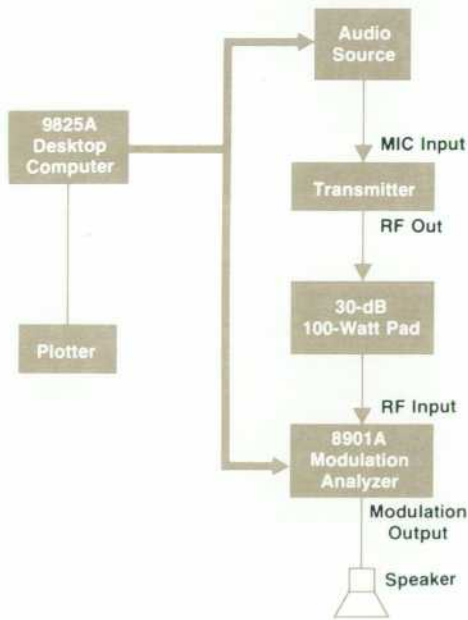 Audio
Source
9825A
Desktop
Computer
MIC Input
Transmitter
RF Out
30-dB
100-Watt Pad
Plotter
RF Input
8901A
Modulation
Analyzer
Modulation
Output
Speaker